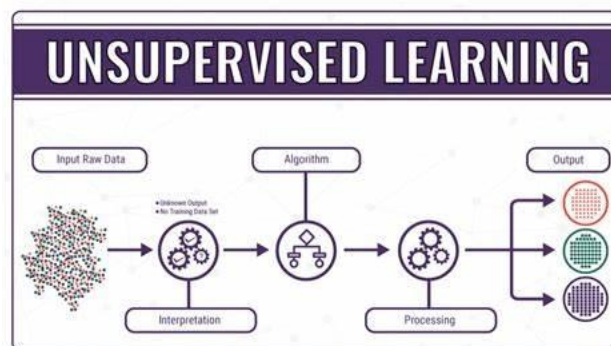 UNSUPERVISED LEARNING
Input Raw Data
Algorithm
Output
• Unknown Output
• No Training Data Set
Interpretation
Processing